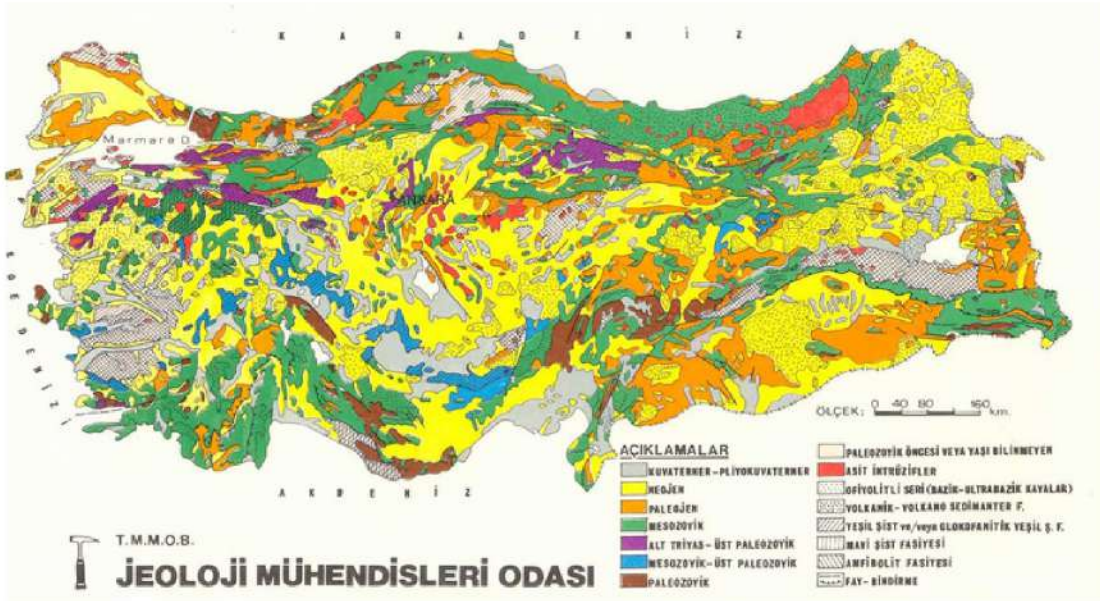 K A R A D E N İ Z
Marmara D.
ANKARA
E G E D E N İ Z
A K D E N İ Z
ÖLÇEK: 0 40 80 160 km.
AÇIKLAMALAR
KUVATERNER-PLİYOKUVATERNER
NEOJEN
PALEOJEN
MESOZOYİK
ALT TRİYAS-ÜST PALEOZOYİK
MESOZOYİK-ÜST PALEOZOYİK
PALEOZOYİK
PALEOZOYİK ÖNCESİ VEYA YAŞI BİLİNMEYEN
ASİT İNTRÜZİFLER
OFİYOLİTLİ SERİ (BAZİK-ULTRABAZİK KAYALAR)
VOLKANİK-VOLKANO SEDİMANTER F.
YEŞİL ŞİST ve/veya GLOKOFANİTİK YEŞİL Ş. F.
MAVİ ŞİST FASİYESİ
AMFİBOLİT FASİYESİ
FAY-BİNDİRME
T.M.M.O.B.
JEOLOJİ MÜHENDİSLERİ ODASI